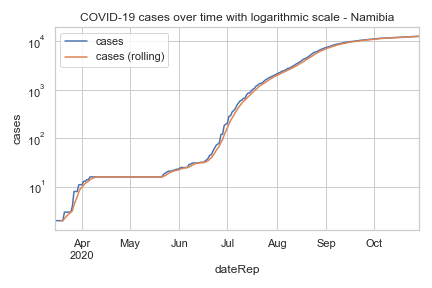 COVID-19 cases over time with logarithmic scale - Namibia
cases
cases (rolling)
10⁴
10³
10²
10¹
cases
Apr
2020
May
Jun
Jul
Aug
Sep
Oct
dateRep